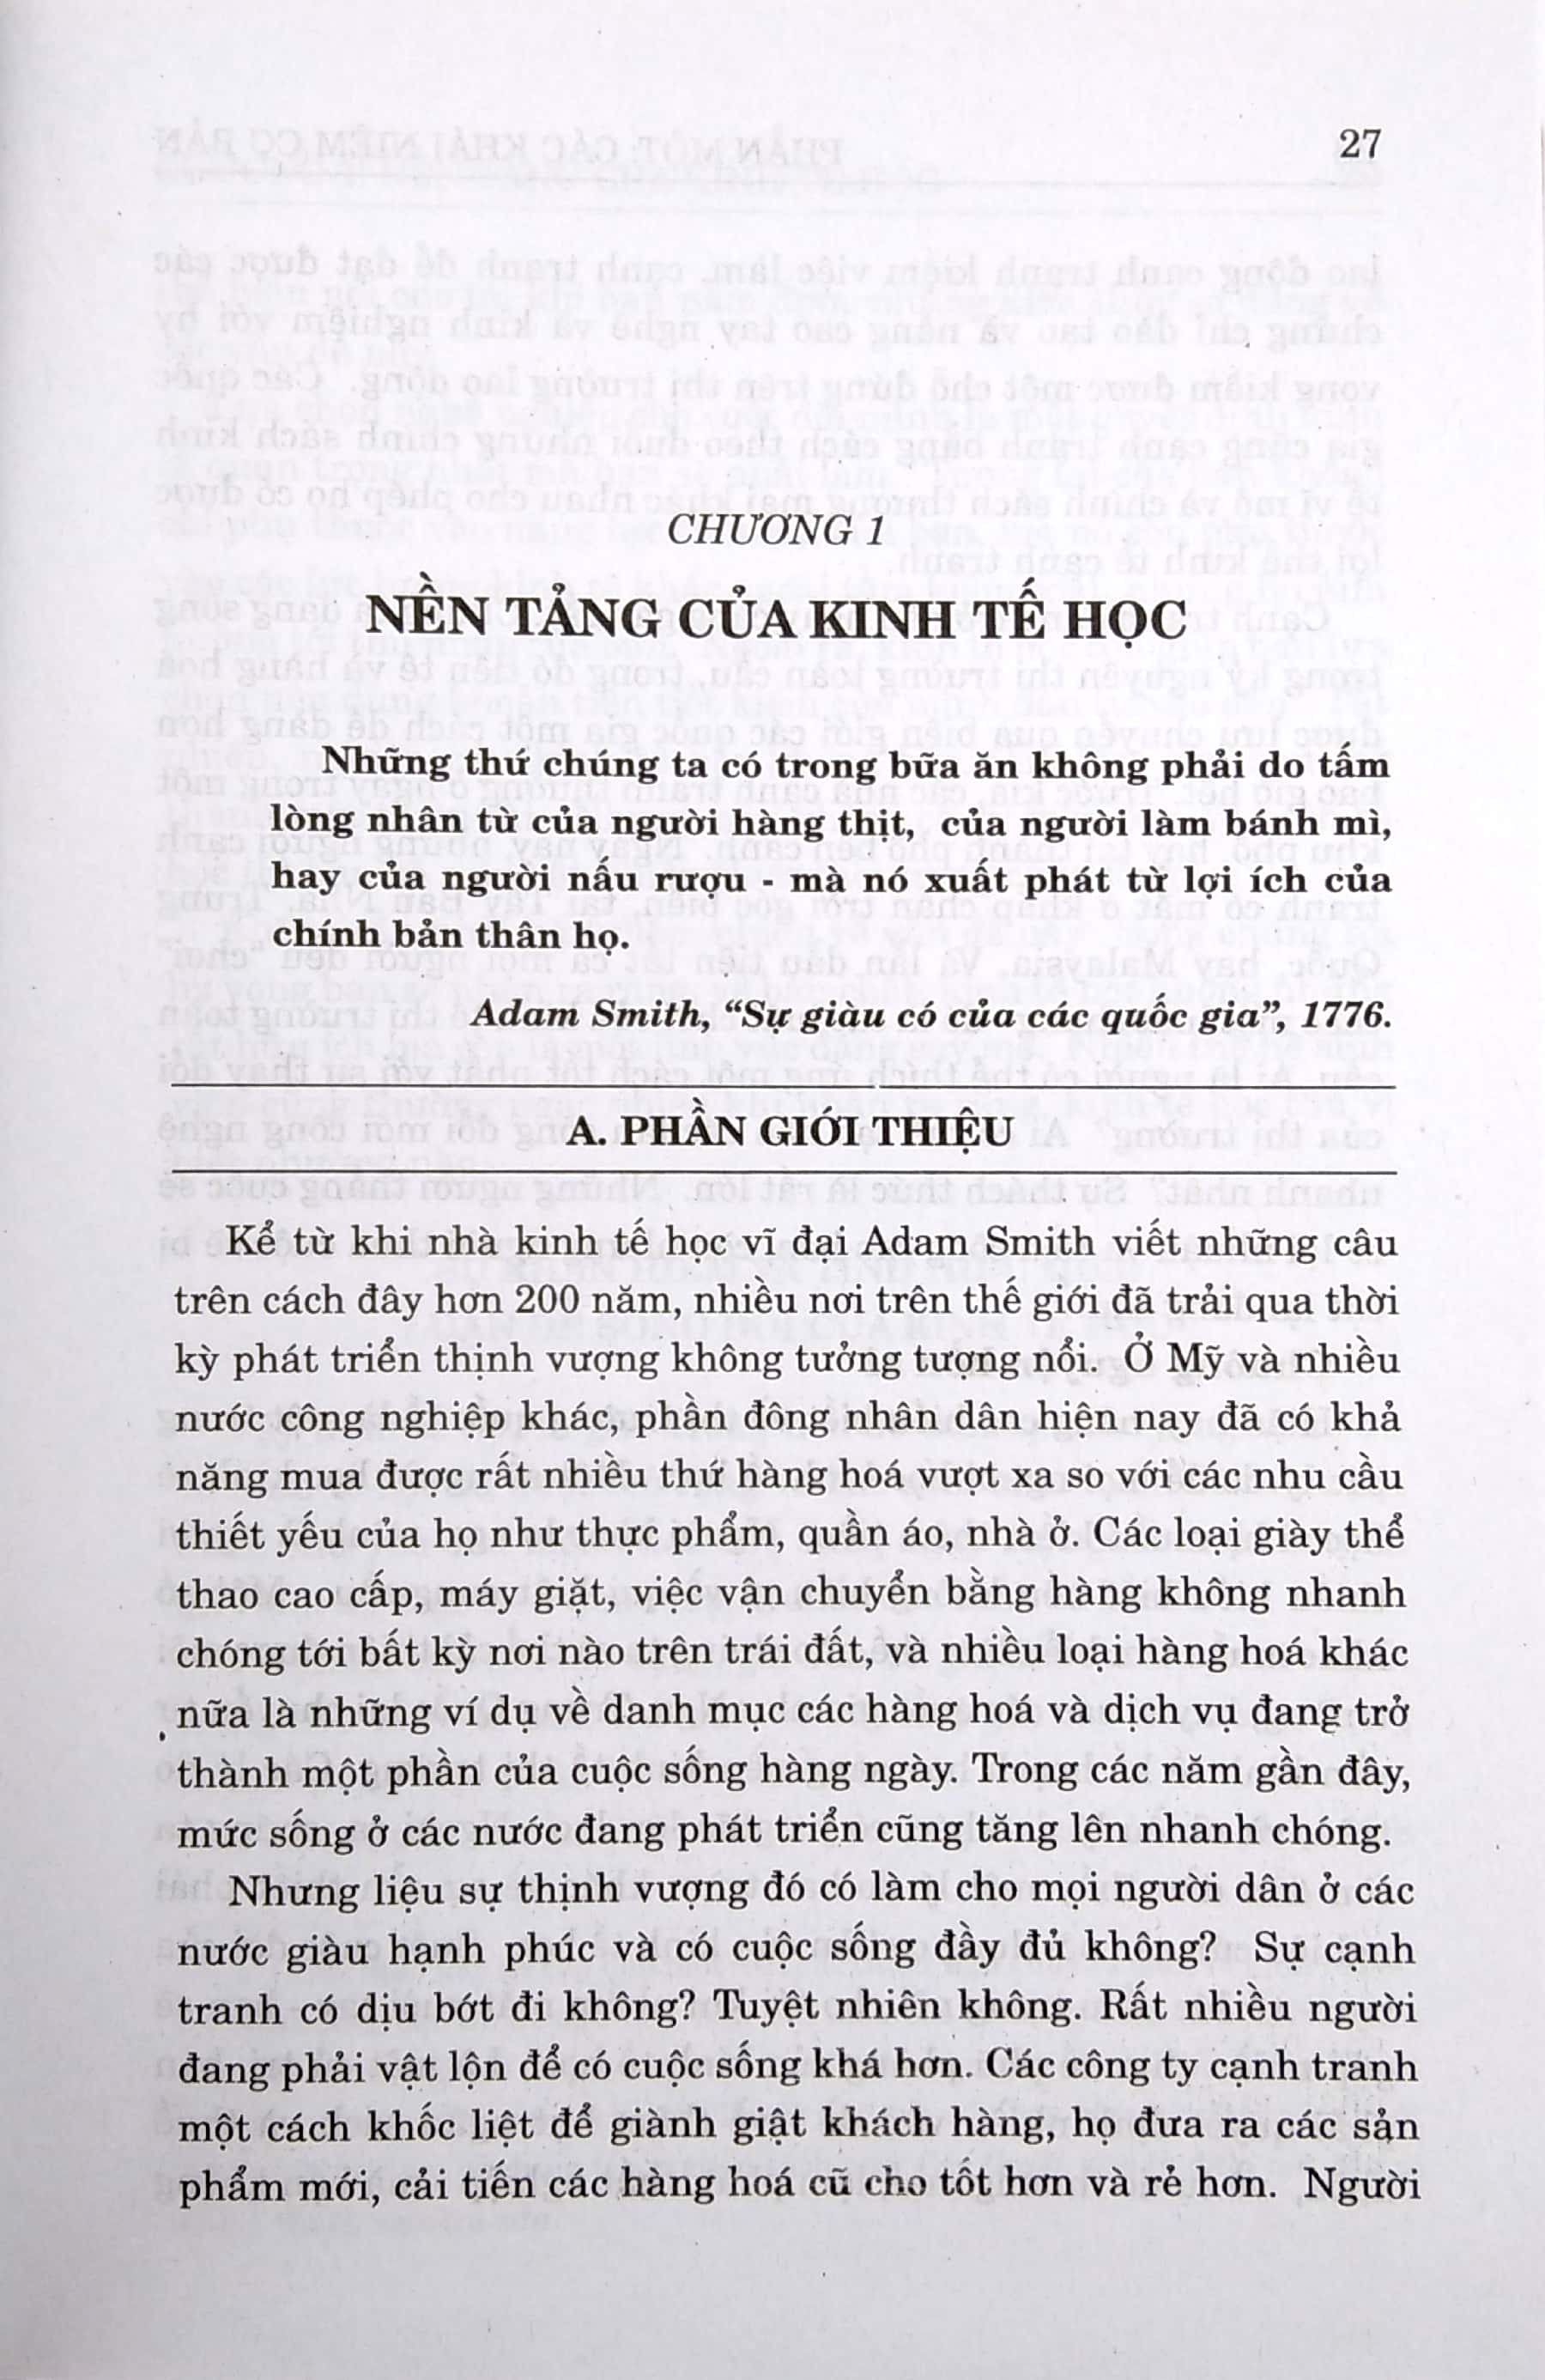 27
CHƯƠNG 1
NỀN TẢNG CỦA KINH TẾ HỌC
Những thứ chúng ta có trong bữa ăn không phải do tấm
lòng nhân từ của người hàng thịt, của người làm bánh mì,
hay của người nấu rượu - mà nó xuất phát từ lợi ích của
chính bản thân họ.
Adam Smith, “Sự giàu có của các quốc gia”, 1776.
A. PHẦN GIỚI THIỆU
Kể từ khi nhà kinh tế học vĩ đại Adam Smith viết những câu
trên cách đây hơn 200 năm, nhiều nơi trên thế giới đã trải qua thời
kỳ phát triển thịnh vượng không tưởng tượng nổi. Ở Mỹ và nhiều
nước công nghiệp khác, phần đông nhân dân hiện nay đã có khả
năng mua được rất nhiều thứ hàng hoá vượt xa so với các nhu cầu
thiết yếu của họ như thực phẩm, quần áo, nhà ở. Các loại giày thể
thao cao cấp, máy giặt, việc vận chuyển bằng hàng không nhanh
chóng tới bất kỳ nơi nào trên trái đất, và nhiều loại hàng hoá khác
nữa là những ví dụ về danh mục các hàng hoá và dịch vụ đang trở
thành một phần của cuộc sống hàng ngày. Trong các năm gần đây,
mức sống ở các nước đang phát triển cũng tăng lên nhanh chóng.
Nhưng liệu sự thịnh vượng đó có làm cho mọi người dân ở các
nước giàu hạnh phúc và có cuộc sống đầy đủ không? Sự cạnh
tranh có dịu bớt đi không? Tuyệt nhiên không. Rất nhiều người
đang phải vật lộn để có cuộc sống khá hơn. Các công ty cạnh tranh
một cách khốc liệt để giành giật khách hàng, họ đưa ra các sản
phẩm mới, cải tiến các hàng hoá cũ cho tốt hơn và rẻ hơn. Người